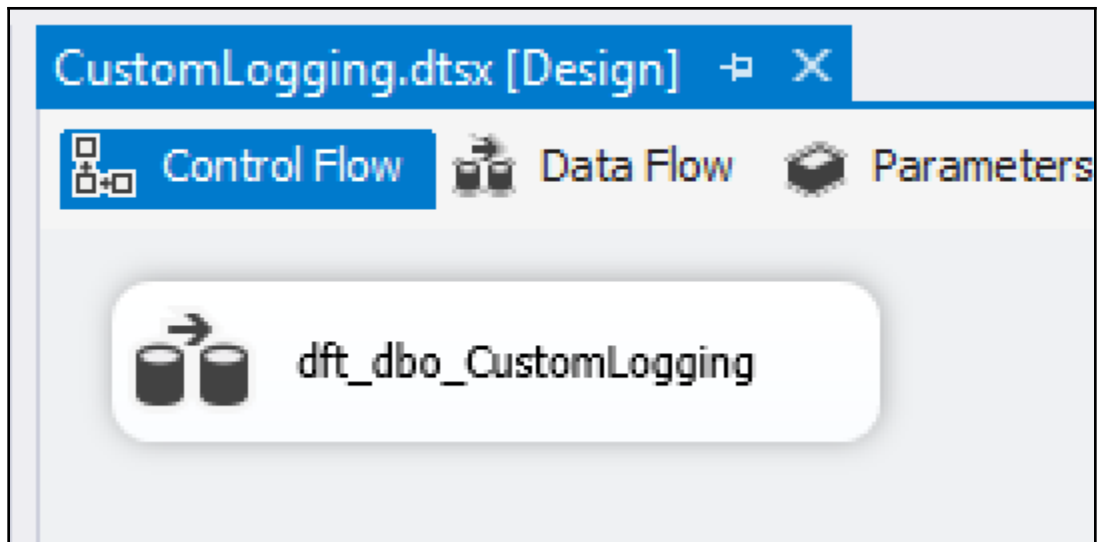 CustomLogging.dtsx [Design]
Control Flow Data Flow Parameters
dft_dbo_CustomLogging